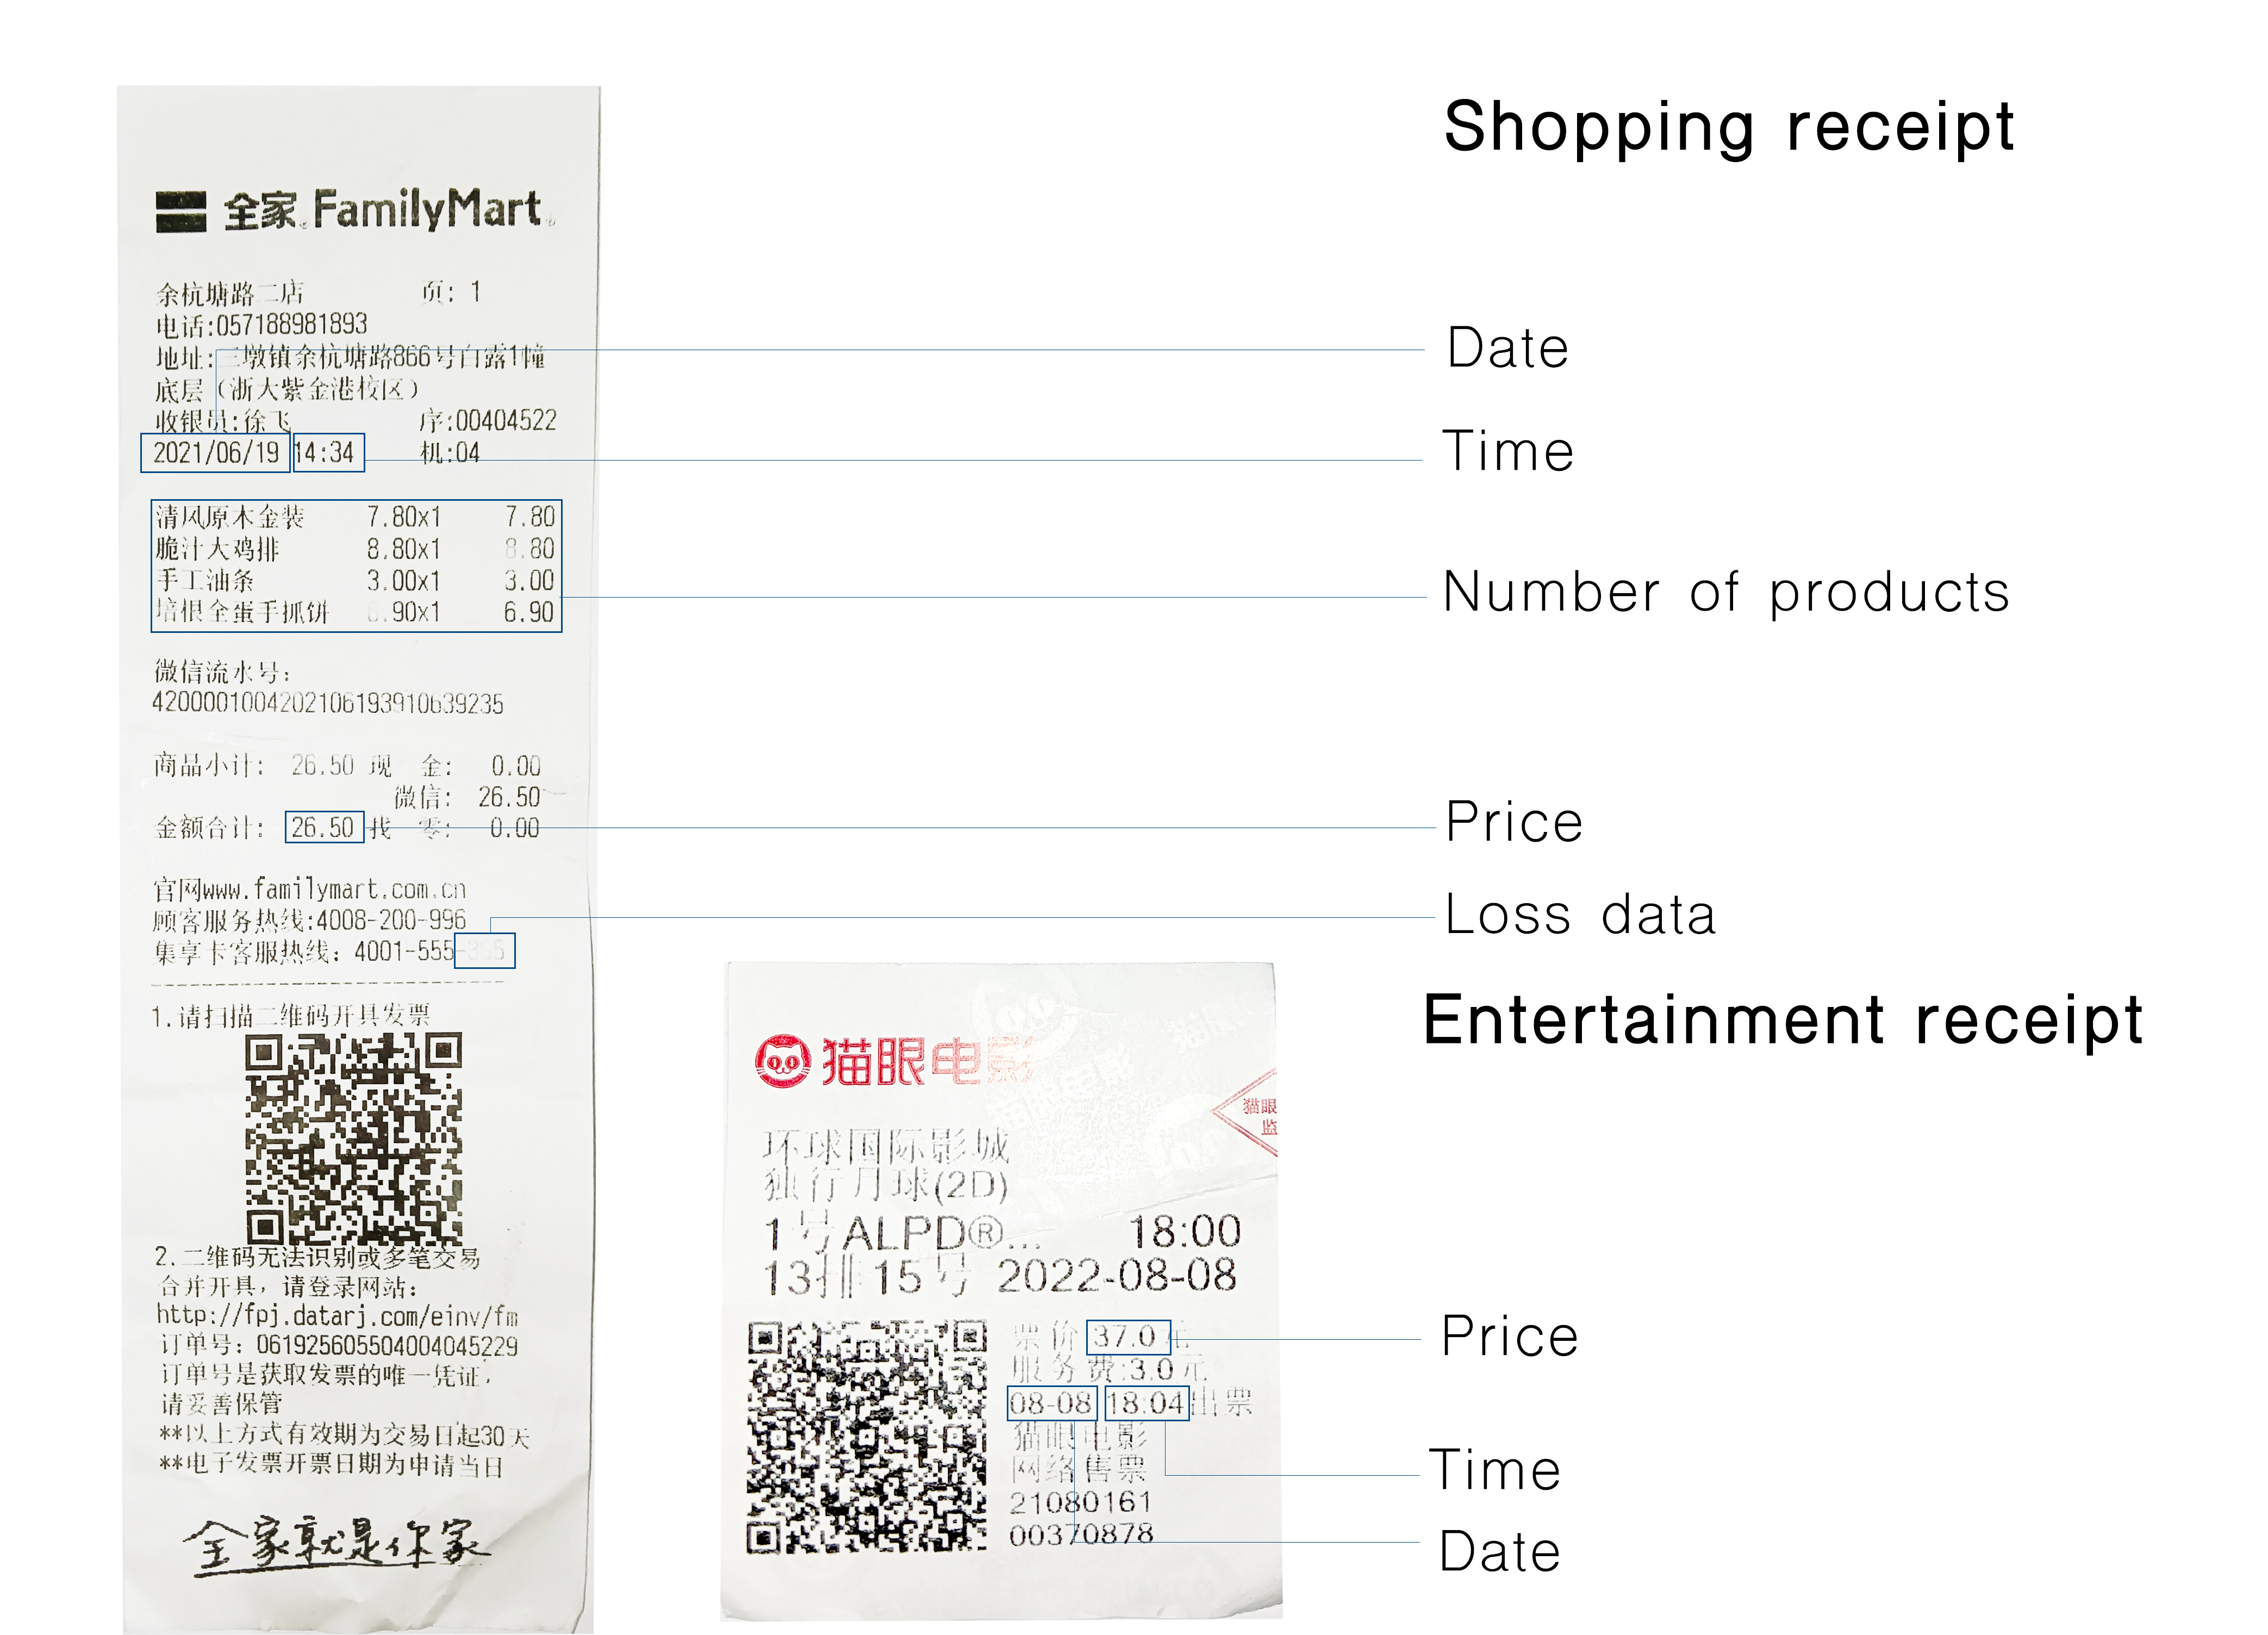 Shopping receipt
全家 FamilyMart
余杭塘路二店 页: 1
电话:057188981893
地址:三墩镇余杭塘路866号白露1幢
底层（浙大紫金港校区）
收银员:徐飞 序:00404522
2021/06/19 14:34 机:04
清风原木金装 7.80x1 7.80
脆汁大鸡排 8.80x1 8.80
手工油条 3.00x1 3.00
培根全蛋手抓饼 6.90x1 6.90
微信流水号:
4200001004202106193910639235
商品小计: 26.50 现 金: 0.00
微信: 26.50
金额合计: 26.50 找 零: 0.00
官网www.familymart.com.cn
顾客服务热线:4008-200-996
集享卡客服热线: 4001-555-395
1.请扫描二维码开具发票
2.二维码无法识别或多笔交易
合并开具，请登录网站:
http://fpj.datarj.com/einv/fm
订单号: 061925605504004045229
订单号是获取发票的唯一凭证,
请妥善保管
**以上方式有效期为交易日起30天
**电子发票开票日期为申请当日
全家就是你家
Date
Time
Number of products
Price
Loss data
Entertainment receipt
猫眼电影
猫眼
监
环球国际影城
独行月球(2D)
1号ALPD®... 18:00
13排15号 2022-08-08
票价 37.0元
服务费:3.0元
08-08 18:04出票
猫眼电影
网络售票
21080161
00370878
Price
Time
Date